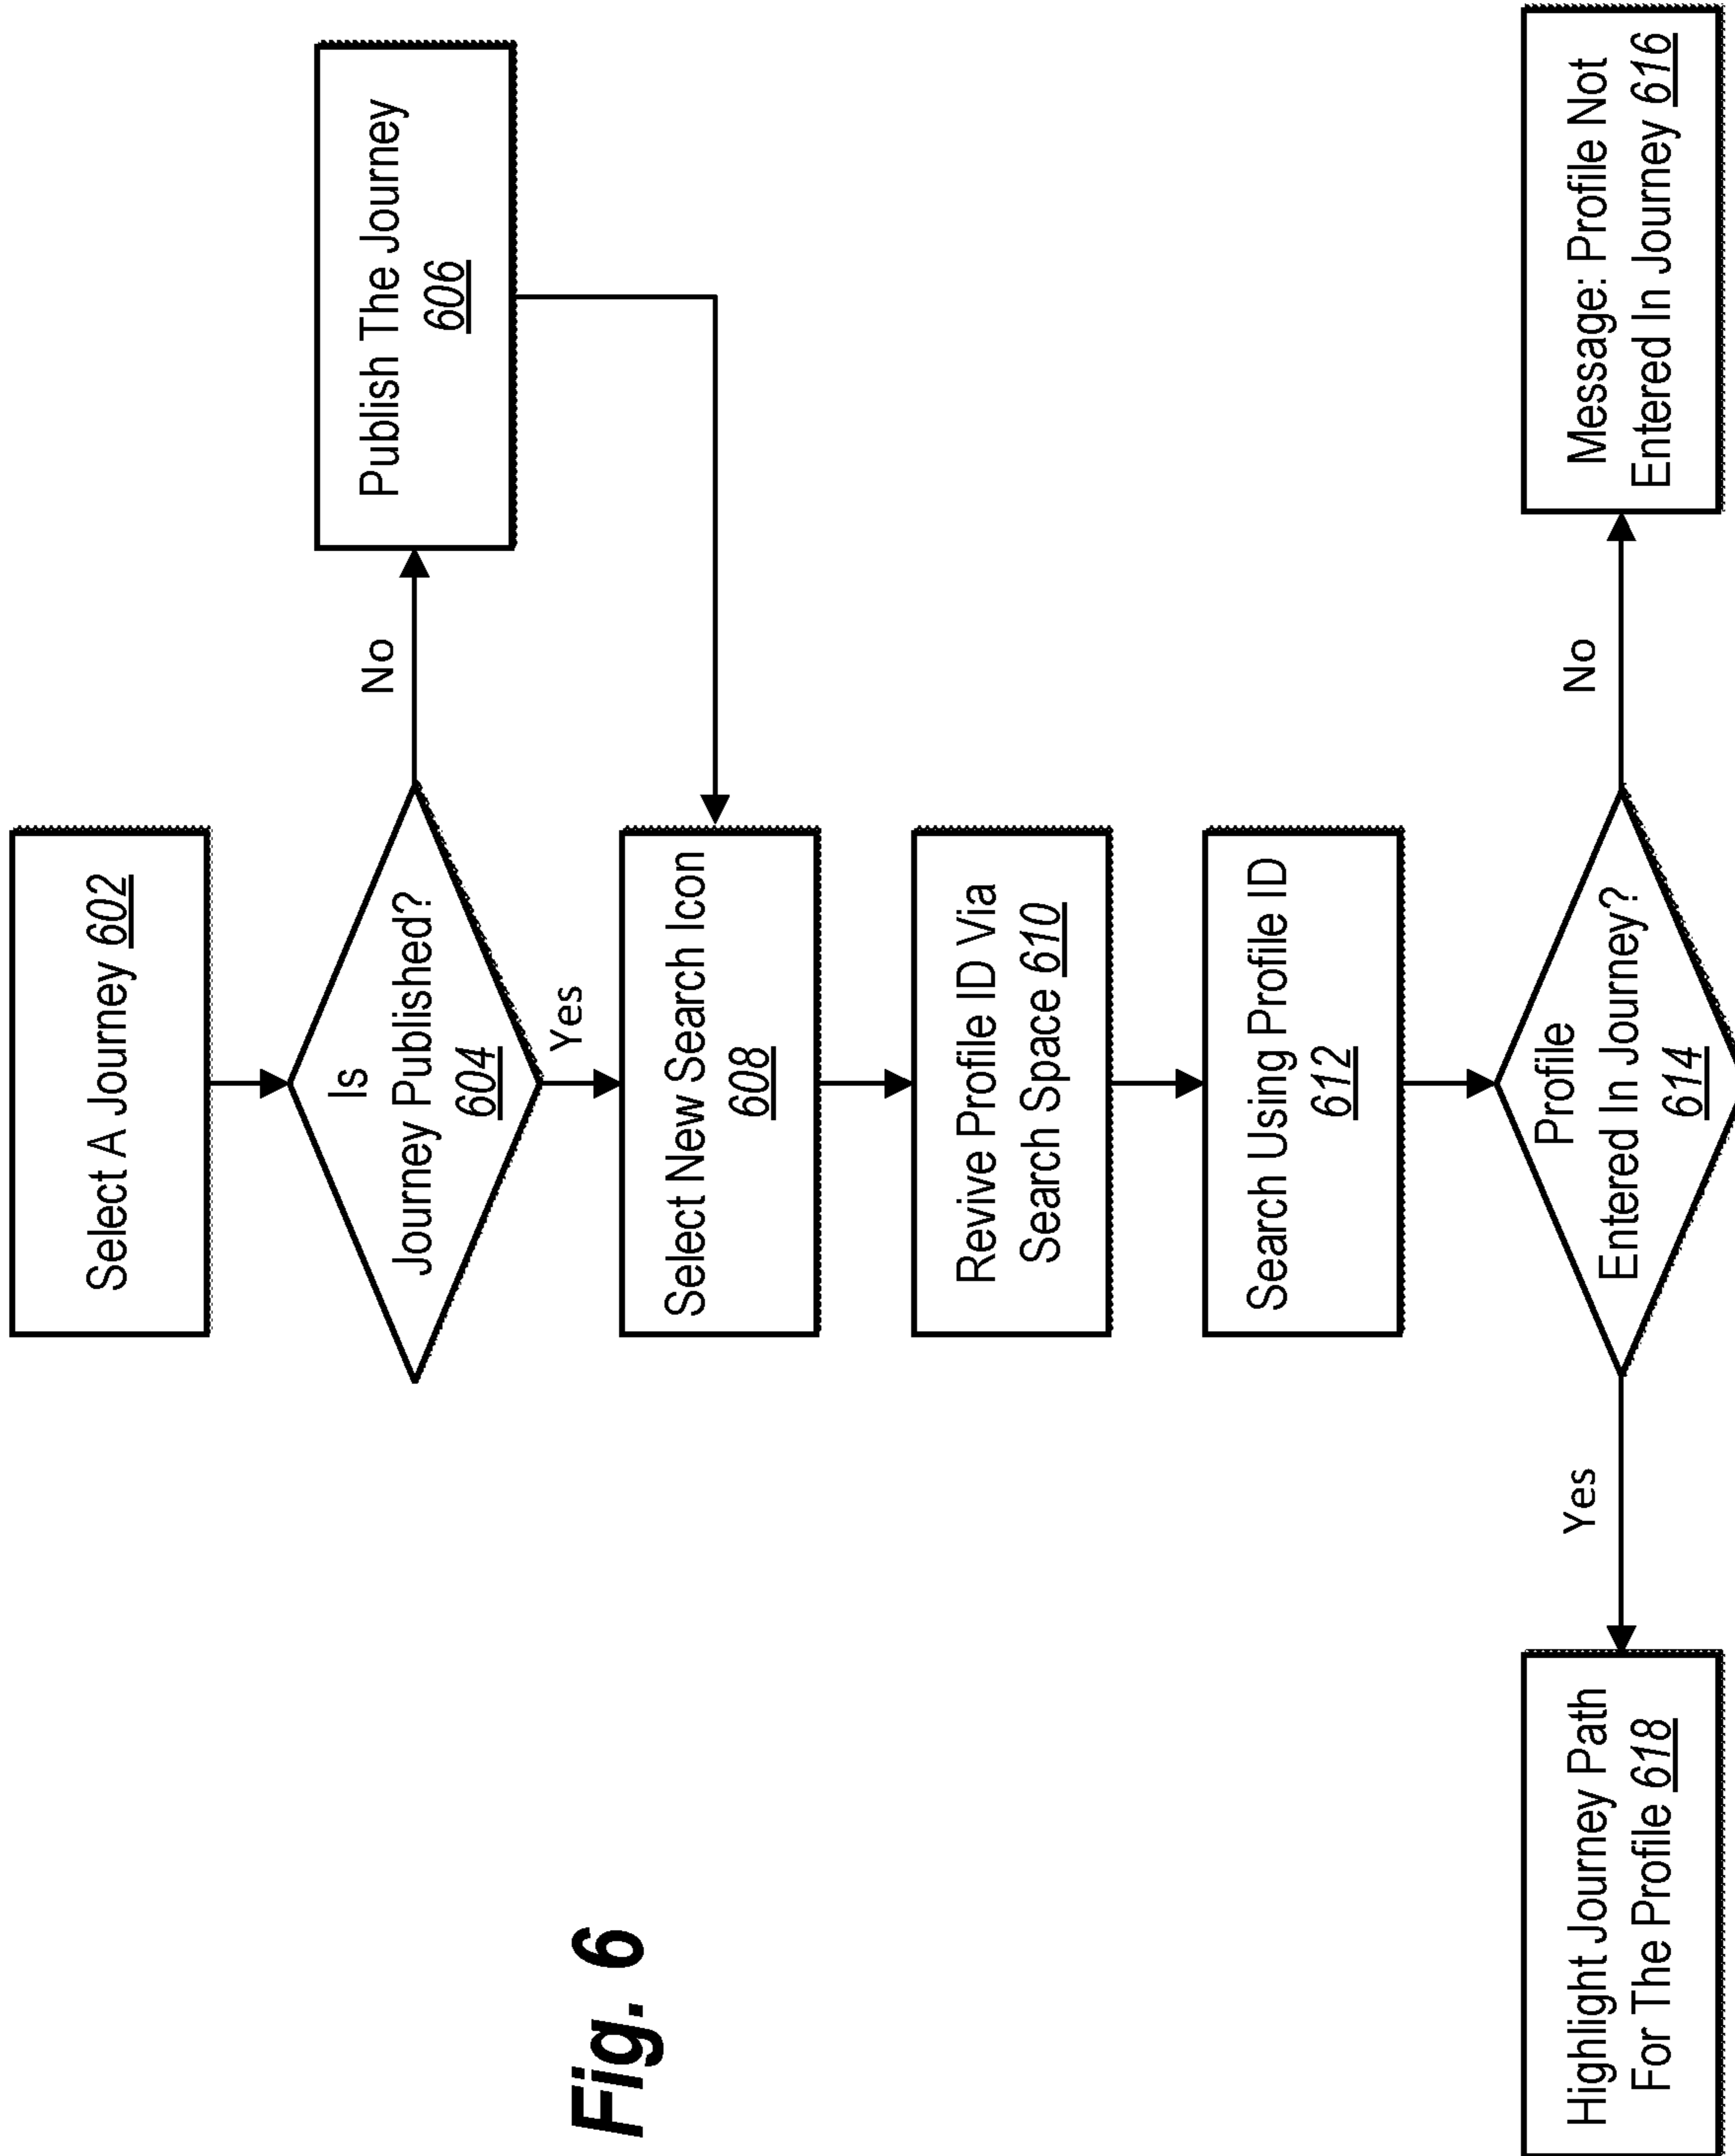 Select A Journey 602
Is
Journey Published?
604
No
Publish The Journey
606
Yes
Select New Search Icon
608
Revive Profile ID Via
Search Space 610
Search Using Profile ID
612
Profile
Entered In Journey?
614
No
Message: Profile Not
Entered In Journey 616
Yes
Highlight Journey Path
For The Profile 618
Fig. 6